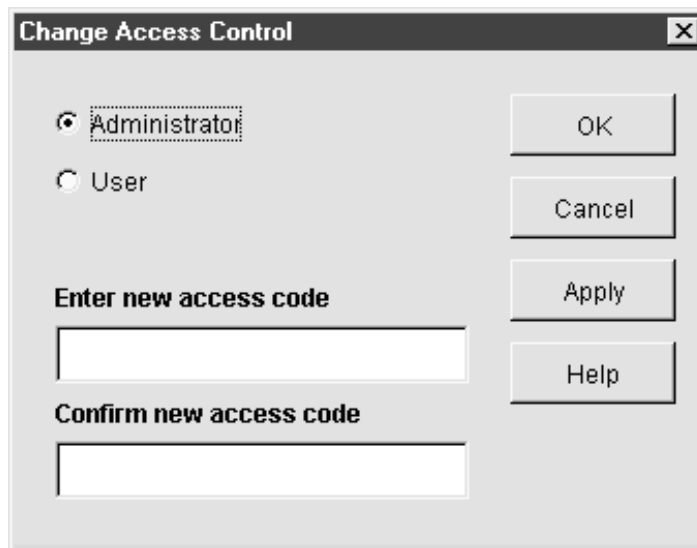 Change Access Control
Administrator
User
OK
Cancel
Apply
Help
Enter new access code
Confirm new access code